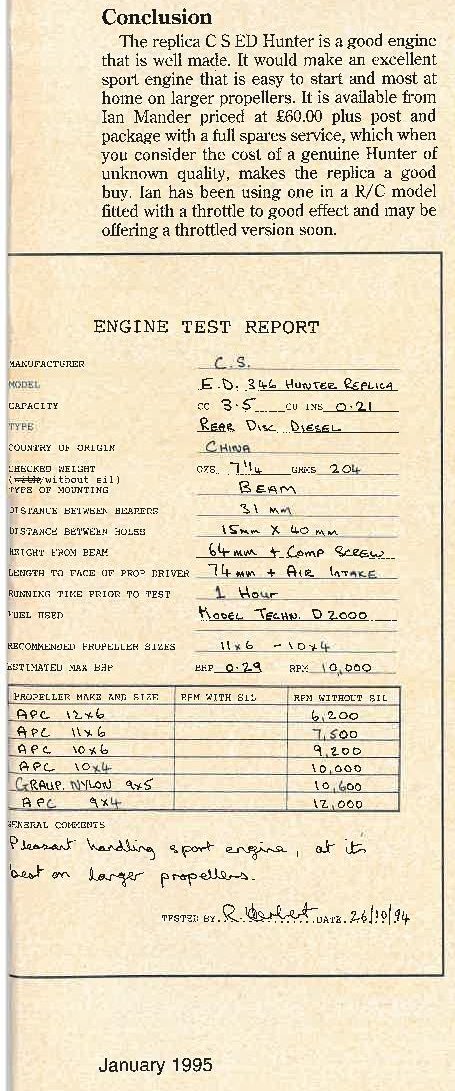 Conclusion
The replica C S ED Hunter is a good engine
that is well made. It would make an excellent
sport engine that is easy to start and most at
home on larger propellers. It is available from
Ian Mander priced at £60.00 plus post and
package with a full spares service, which when
you consider the cost of a genuine Hunter of
unknown quality, makes the replica a good
buy. Ian has been using one in a R/C model
fitted with a throttle to good effect and may be
offering a throttled version soon.
ENGINE TEST REPORT
MANUFACTURER C.S.
MODEL E.D. 346 HUNTER REPLICA
CAPACITY CC 3.5 CU INS 0.21
TYPE REAR DISC DIESEL
COUNTRY OF ORIGIN CHINA
CHECKED WEIGHT OZS. 7 1/4 GRMS 204
(with/without sil)
TYPE OF MOUNTING BEAM
DISTANCE BETWEEN BEARERS 31 MM
DISTANCE BETWEEN HOLES 15MM X 40 MM
HEIGHT FROM BEAM 64MM + COMP SCREW
LENGTH TO FACE OF PROP DRIVER 74MM + AIR INTAKE
RUNNING TIME PRIOR TO TEST 1 HOUR
FUEL USED MODEL TECHN. D2000
RECOMMENDED PROPELLER SIZES 11x6 - 10x4
ESTIMATED MAX BHP BHP 0.29 RPM 10,000
PROPELLER MAKE AND SIZE RPM WITH SIL RPM WITHOUT SIL
APC 12x6 6,200
APC 11x6 7,500
APC 10x6 9,200
APC 10x4 10,000
GRAUP. NYLON 9x5 10,600
APC 9x4 12,000
GENERAL COMMENTS
Pleasant handling sport engine, at it's
best on larger propellers.
TESTED BY. R. Herbert DATE. 26/10/94
January 1995